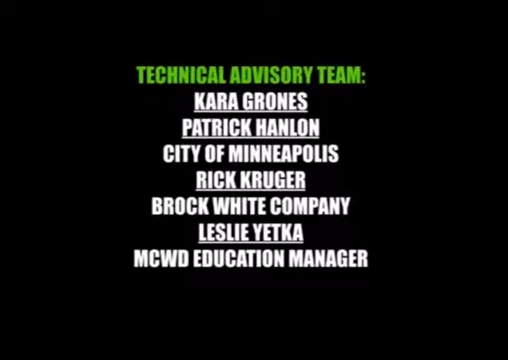 TECHNICAL ADVISORY TEAM:
KARA GRONES
PATRICK HANLON
CITY OF MINNEAPOLIS
RICK KRUGER
BROCK WHITE COMPANY
LESLIE YETKA
MCWD EDUCATION MANAGER